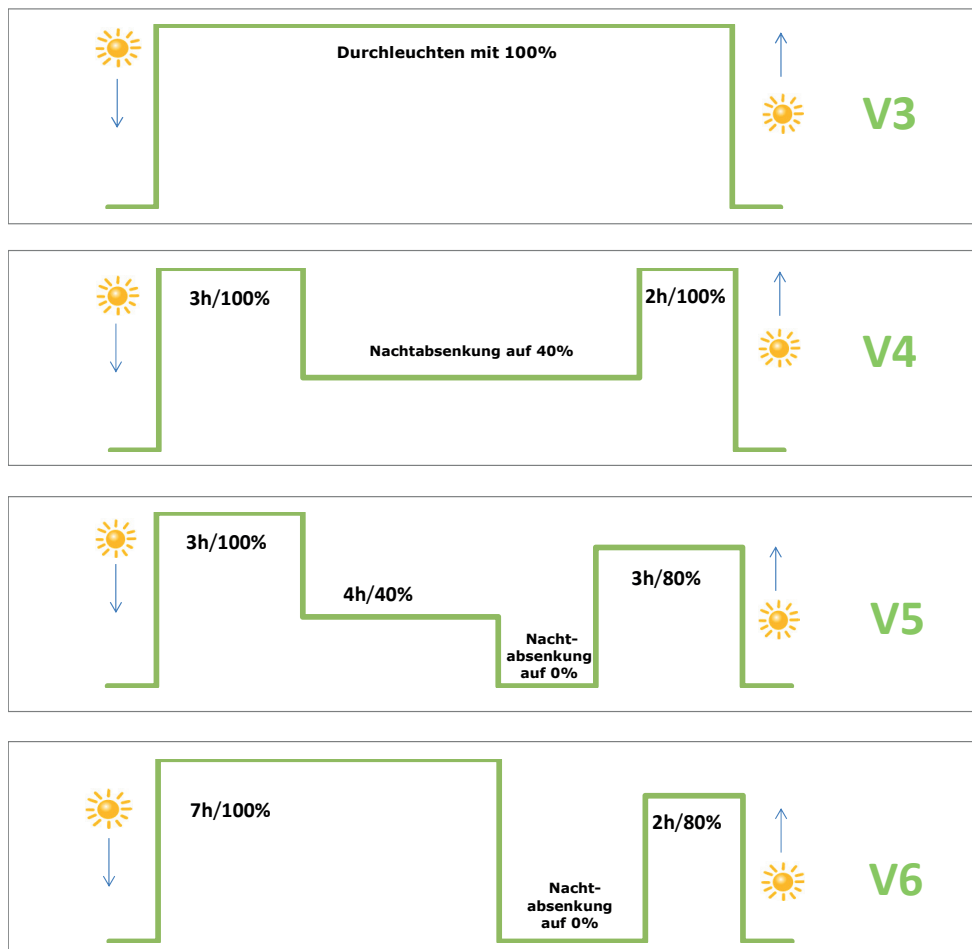 Durchleuchten mit 100%
V3
3h/100%
2h/100%
Nachtabsenkung auf 40%
V4
3h/100%
4h/40%
3h/80%
Nacht-
absenkung
auf 0%
V5
7h/100%
2h/80%
Nacht-
absenkung
auf 0%
V6